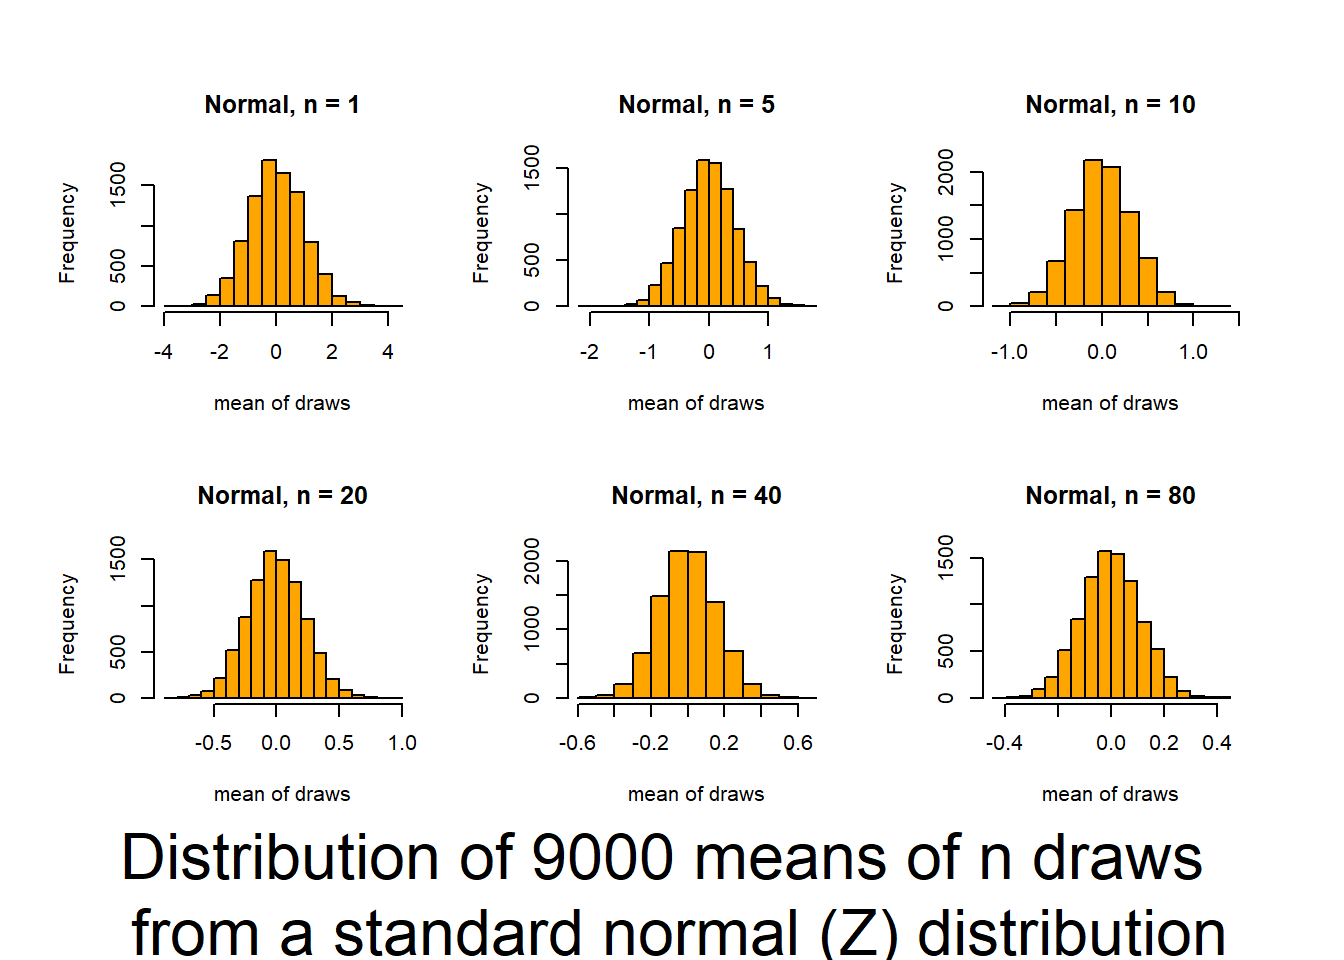 Normal, n = 1
Frequency
0 500 1500
-4 -2 0 2 4
mean of draws
Normal, n = 5
Frequency
0 500 1500
-2 -1 0 1
mean of draws
Normal, n = 10
Frequency
0 1000 2000
-1.0 0.0 1.0
mean of draws
Normal, n = 20
Frequency
0 500 1500
-0.5 0.0 0.5 1.0
mean of draws
Normal, n = 40
Frequency
0 1000 2000
-0.6 -0.2 0.2 0.6
mean of draws
Normal, n = 80
Frequency
0 500 1500
-0.4 0.0 0.2 0.4
mean of draws
Distribution of 9000 means of n draws
from a standard normal (Z) distribution